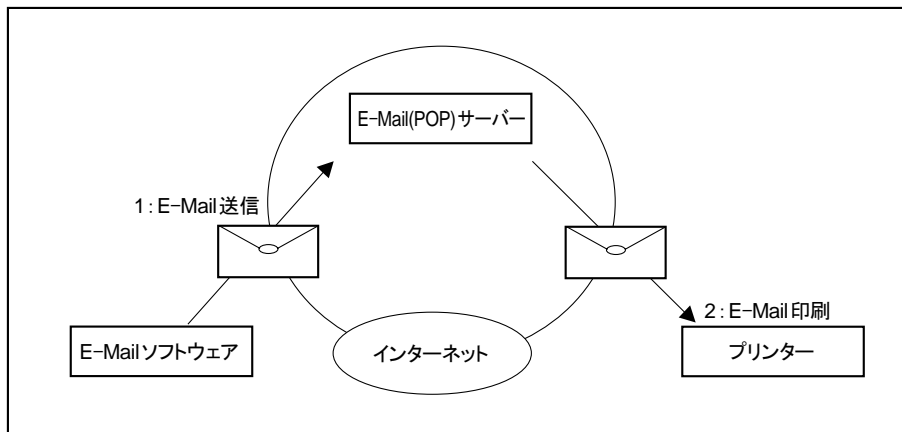 E-Mail(POP)サーバー
1:E-Mail送信
2:E-Mail印刷
E-Mailソフトウェア
インターネット
プリンター